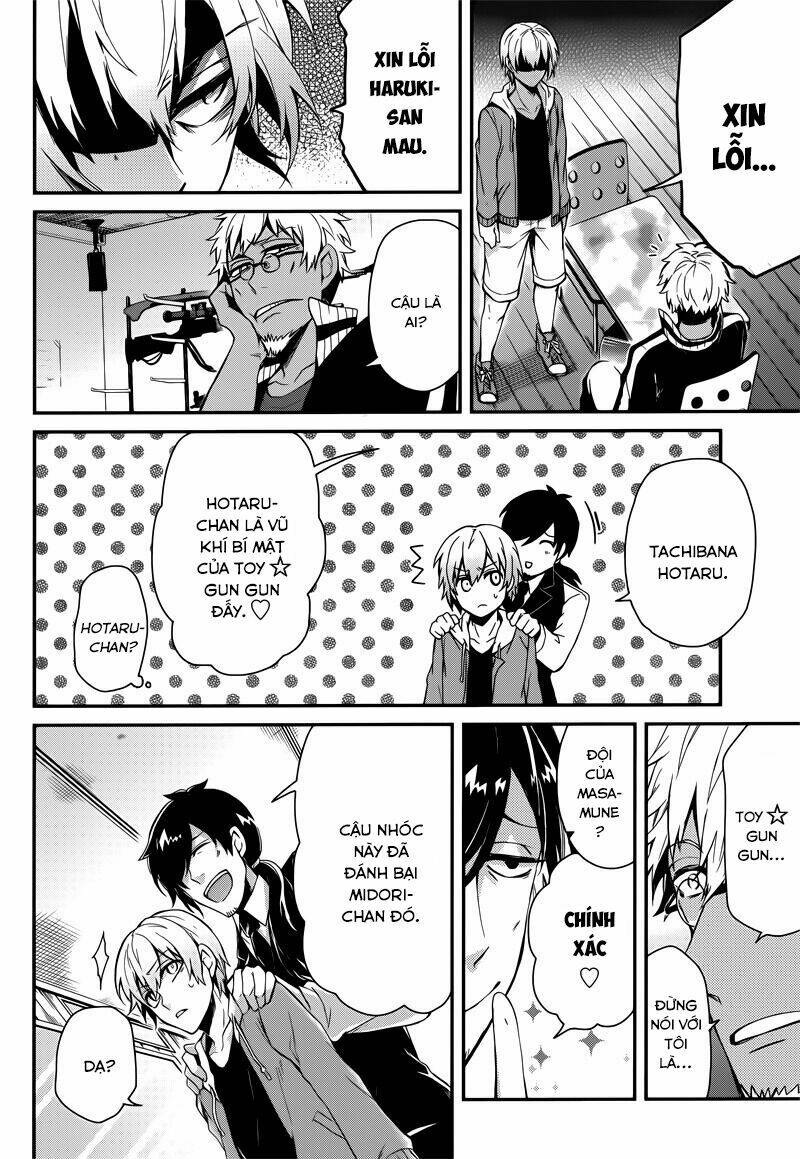 XIN
LỖI...
XIN LỖI
HARUKI-
SAN
MAU.
CẬU LÀ
AI?
TACHIBANA
HOTARU.
HOTARU-
CHAN LÀ VŨ
KHÍ BÍ MẬT
CỦA TOY ☆
GUN GUN
ĐẤY. ♡
HOTARU-
CHAN?
TOY ☆
GUN
GUN...
ĐỪNG
NÓI VỚI
TÔI
LÀ...
ĐỘI
CỦA
MASA-
MUNE
?
CHÍNH
XÁC
♡
CẬU NHÓC
NÀY ĐÃ
ĐÁNH BẠI
MIDORI-
CHAN ĐÓ.
DẠ?